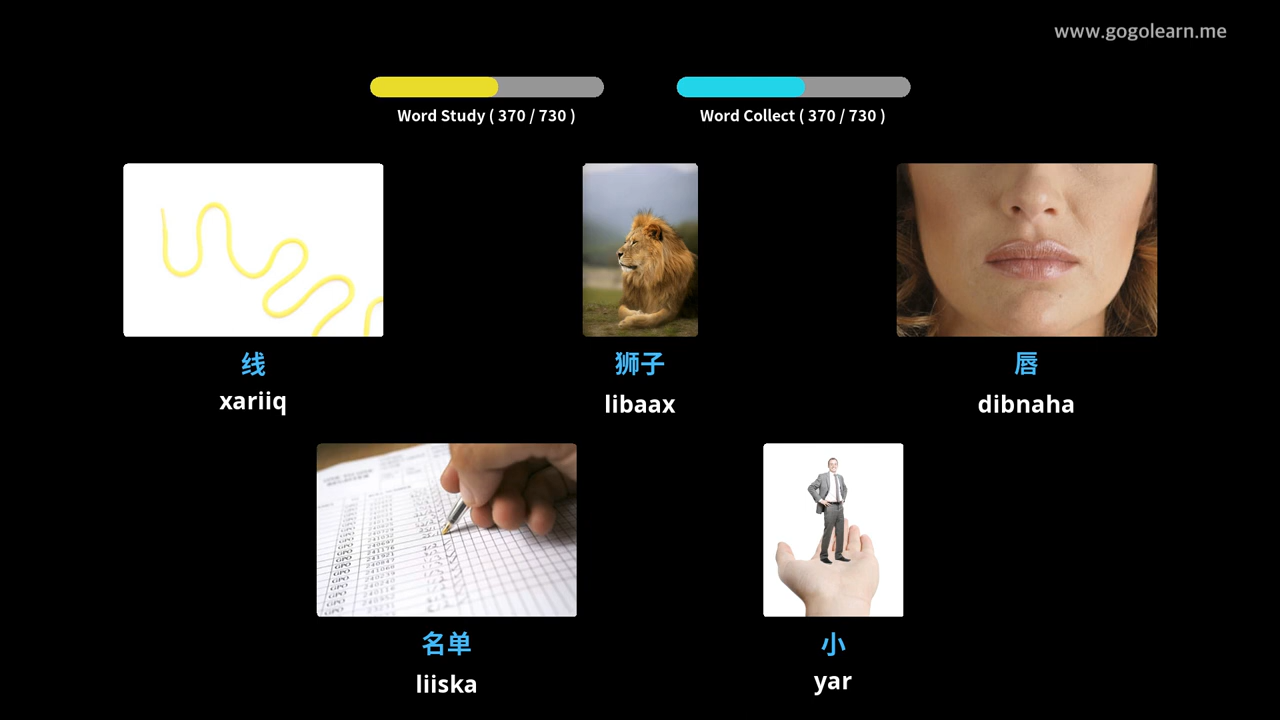 www.gogolearn.me
Word Study ( 370 / 730 )
Word Collect ( 370 / 730 )
线
xariiq
狮子
libaax
唇
dibnaha
名单
liiska
小
yar